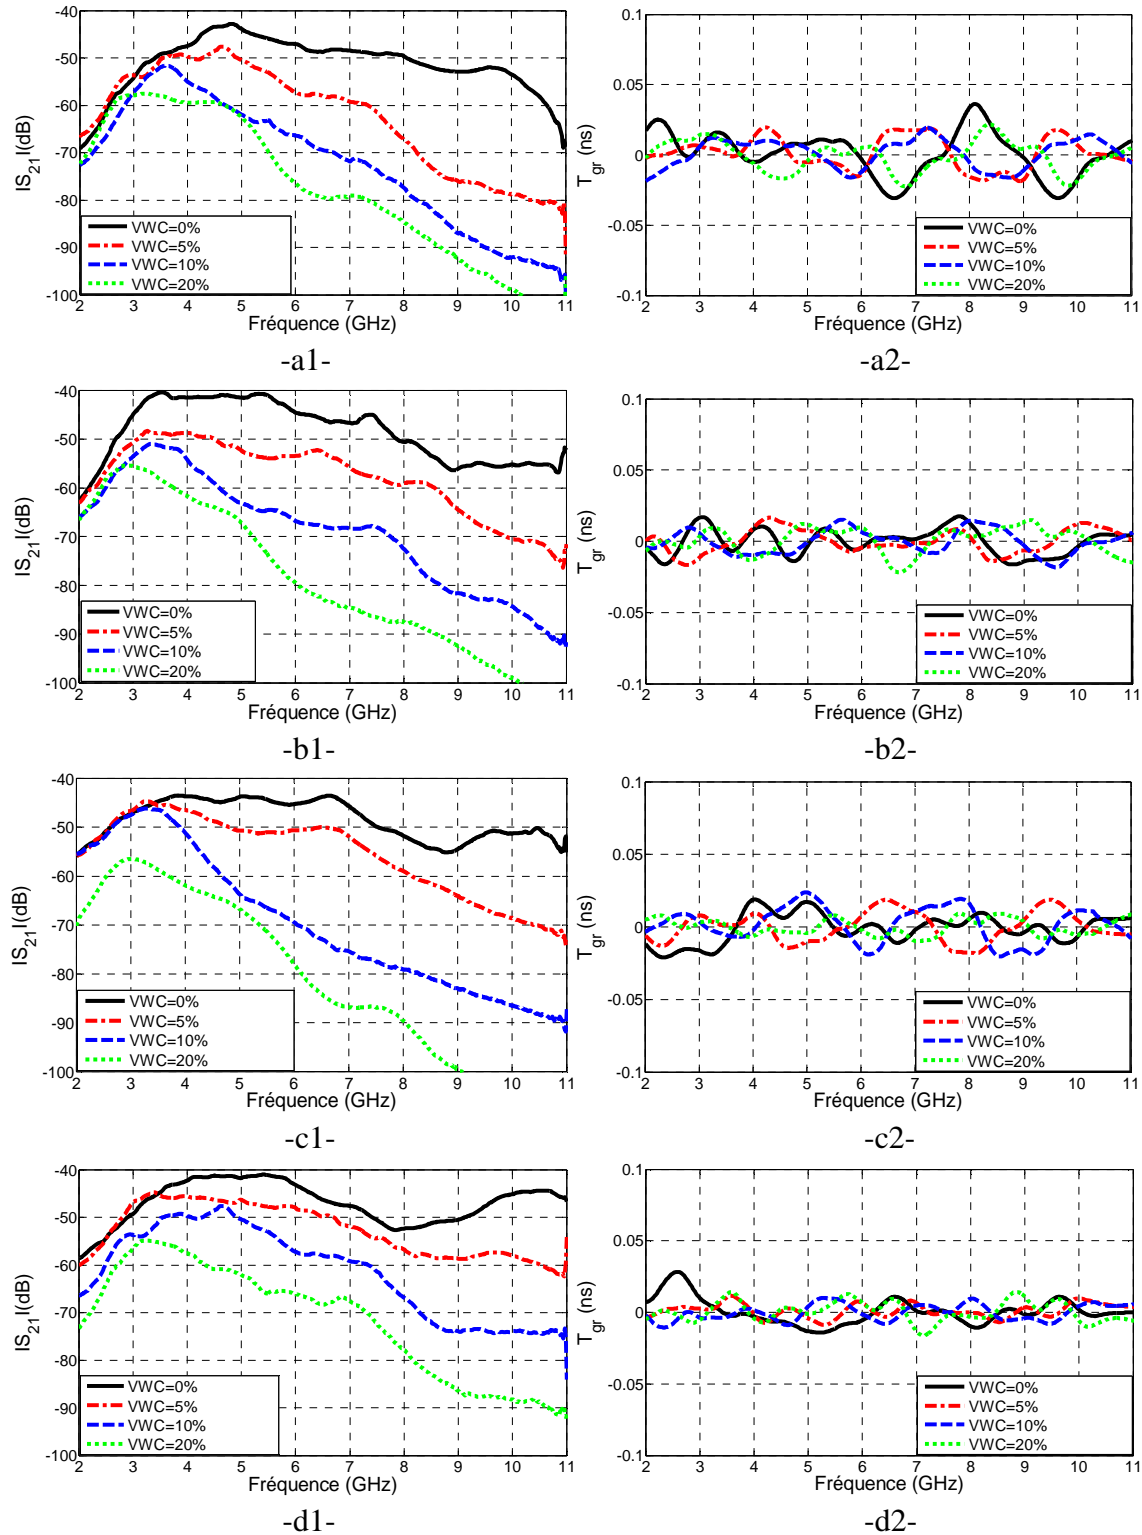 -40
-50
-60
-70
-80
-90
-100
IS21I(dB)
VWC=0%
VWC=5%
VWC=10%
VWC=20%
2 3 4 5 6 7 8 9 10 11
Fréquence (GHz)
-a1-
0.1
0.05
0
-0.05
-0.1
Tgr (ns)
VWC=0%
VWC=5%
VWC=10%
VWC=20%
2 3 4 5 6 7 8 9 10 11
Fréquence (GHz)
-a2-
-40
-50
-60
-70
-80
-90
-100
IS21I(dB)
VWC=0%
VWC=5%
VWC=10%
VWC=20%
2 3 4 5 6 7 8 9 10 11
Fréquence (GHz)
-b1-
0.1
0.05
0
-0.05
-0.1
Tgr (ns)
VWC=0%
VWC=5%
VWC=10%
VWC=20%
2 3 4 5 6 7 8 9 10 11
Fréquence (GHz)
-b2-
-40
-50
-60
-70
-80
-90
-100
IS21I(dB)
VWC=0%
VWC=5%
VWC=10%
VWC=20%
2 3 4 5 6 7 8 9 10 11
Fréquence (GHz)
-c1-
0.1
0.05
0
-0.05
-0.1
Tgr (ns)
VWC=0%
VWC=5%
VWC=10%
VWC=20%
2 3 4 5 6 7 8 9 10 11
Fréquence (GHz)
-c2-
-40
-50
-60
-70
-80
-90
-100
IS21I(dB)
VWC=0%
VWC=5%
VWC=10%
VWC=20%
2 3 4 5 6 7 8 9 10 11
Fréquence (GHz)
-d1-
0.1
0.05
0
-0.05
-0.1
Tgr (ns)
VWC=0%
VWC=5%
VWC=10%
VWC=20%
2 3 4 5 6 7 8 9 10 11
Fréquence (GHz)
-d2-